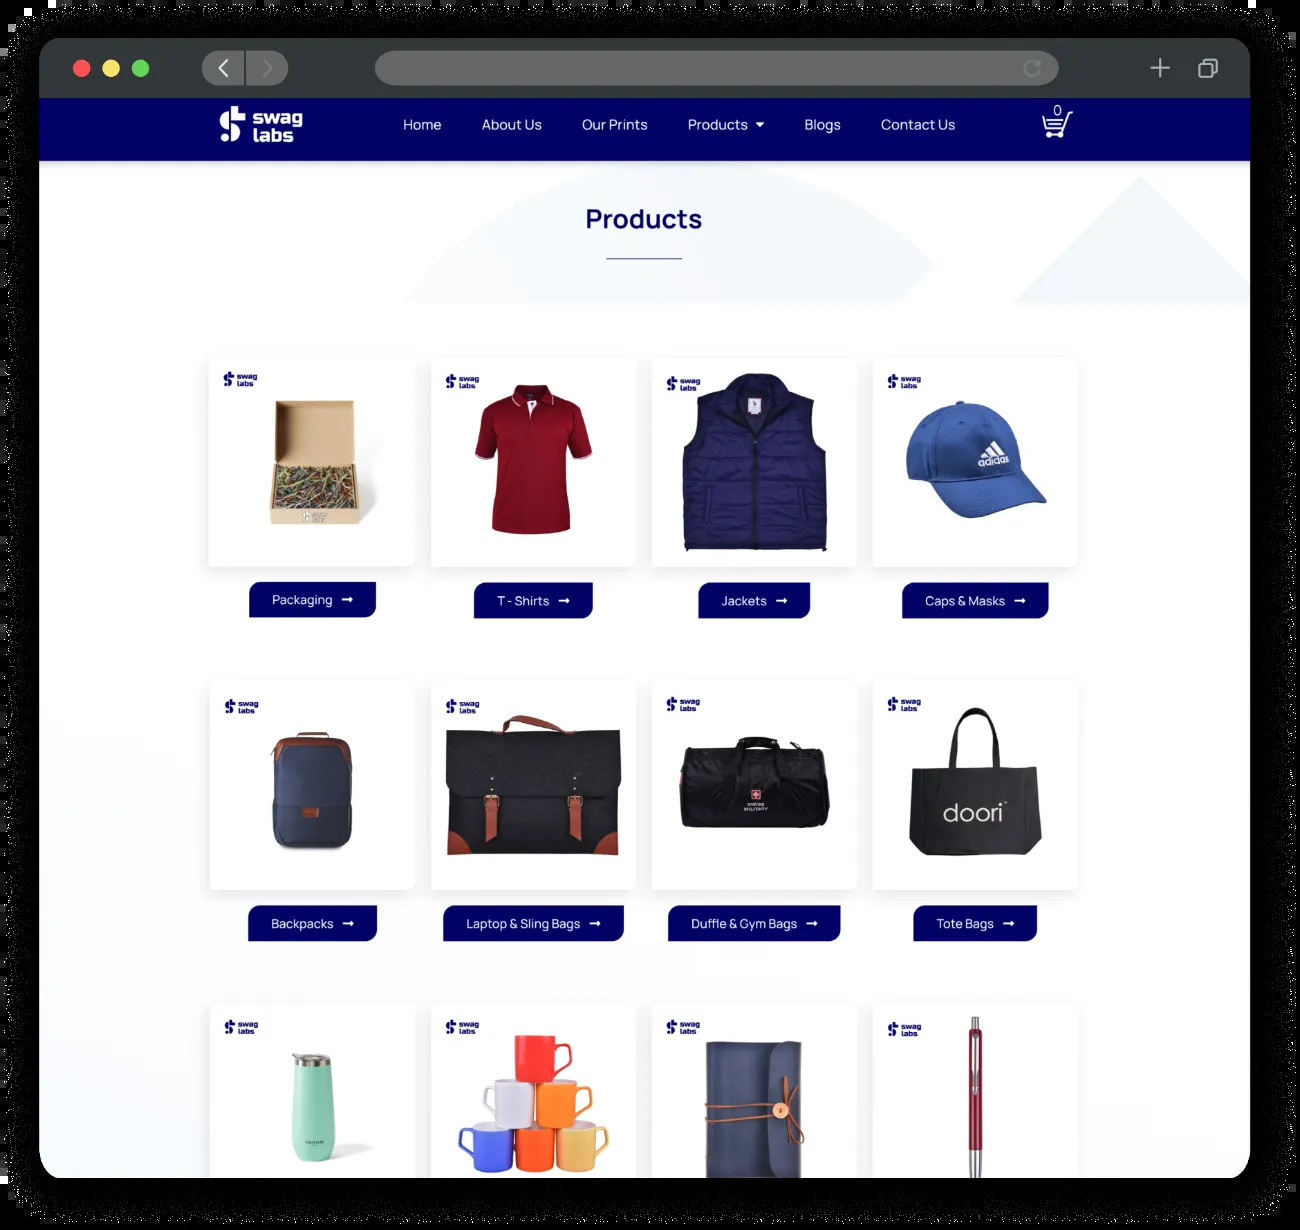 swag
labs
Home About Us Our Prints Products Blogs Contact Us
0
Products
swag
labs
swag
labs
swag
labs
swag
labs
adidas
Packaging
T - Shirts
Jackets
Caps & Masks
swag
labs
swag
labs
swag
labs
swag
labs
SWISS
MILITARY
doori
Backpacks
Laptop & Sling Bags
Duffle & Gym Bags
Tote Bags
swag
labs
swag
labs
swag
labs
swag
labs